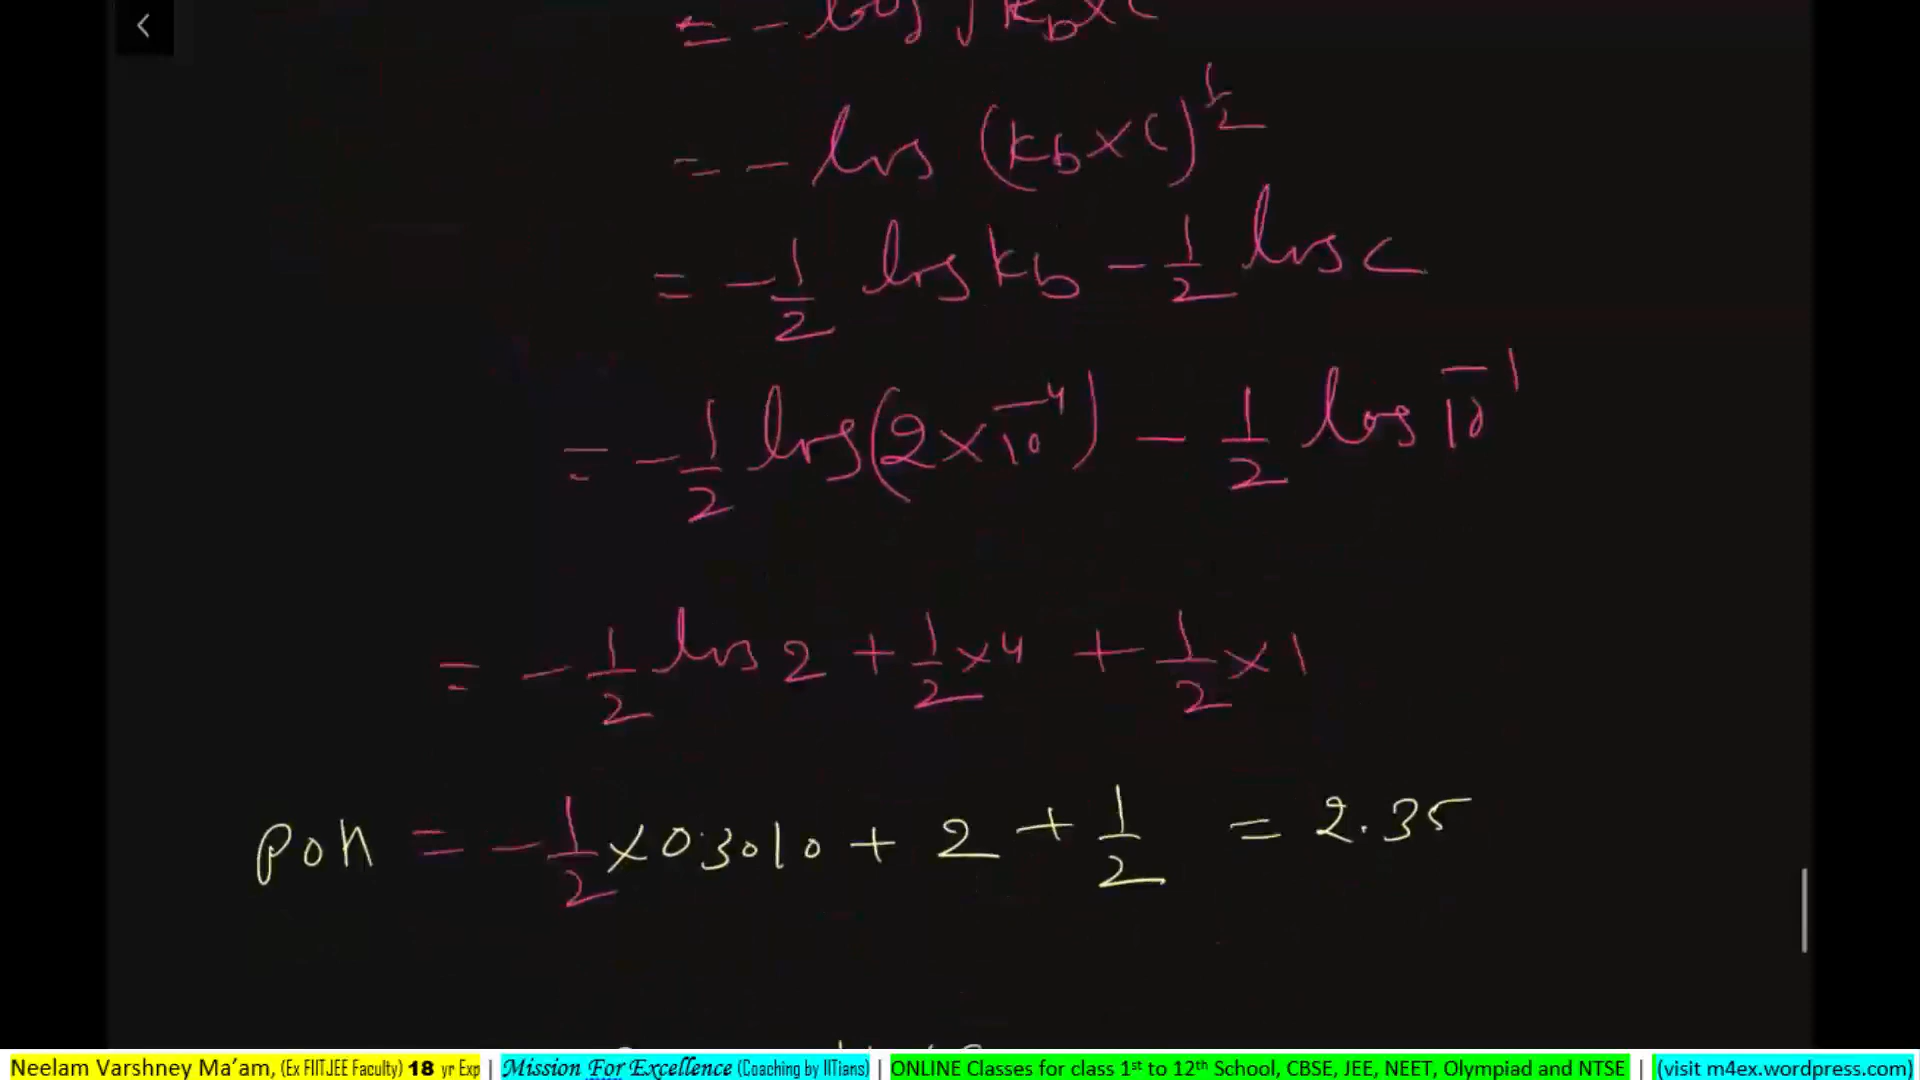 = - log √Kb×C
= - log (Kb×C)^1/2
= - 1/2 log Kb - 1/2 log C
= - 1/2 log(2×10^-4) - 1/2 log 10^-1
= - 1/2 log 2 + 1/2 × 4 + 1/2 × 1
POH = - 1/2 × 0.3010 + 2 + 1/2 = 2.35
Neelam Varshney Ma'am, (Ex FIITJEE Faculty) 18 yr Exp | Mission For Excellence (Coaching by IITians) | ONLINE Classes for class 1st to 12th School, CBSE, JEE, NEET, Olympiad and NTSE | (visit m4ex.wordpress.com)